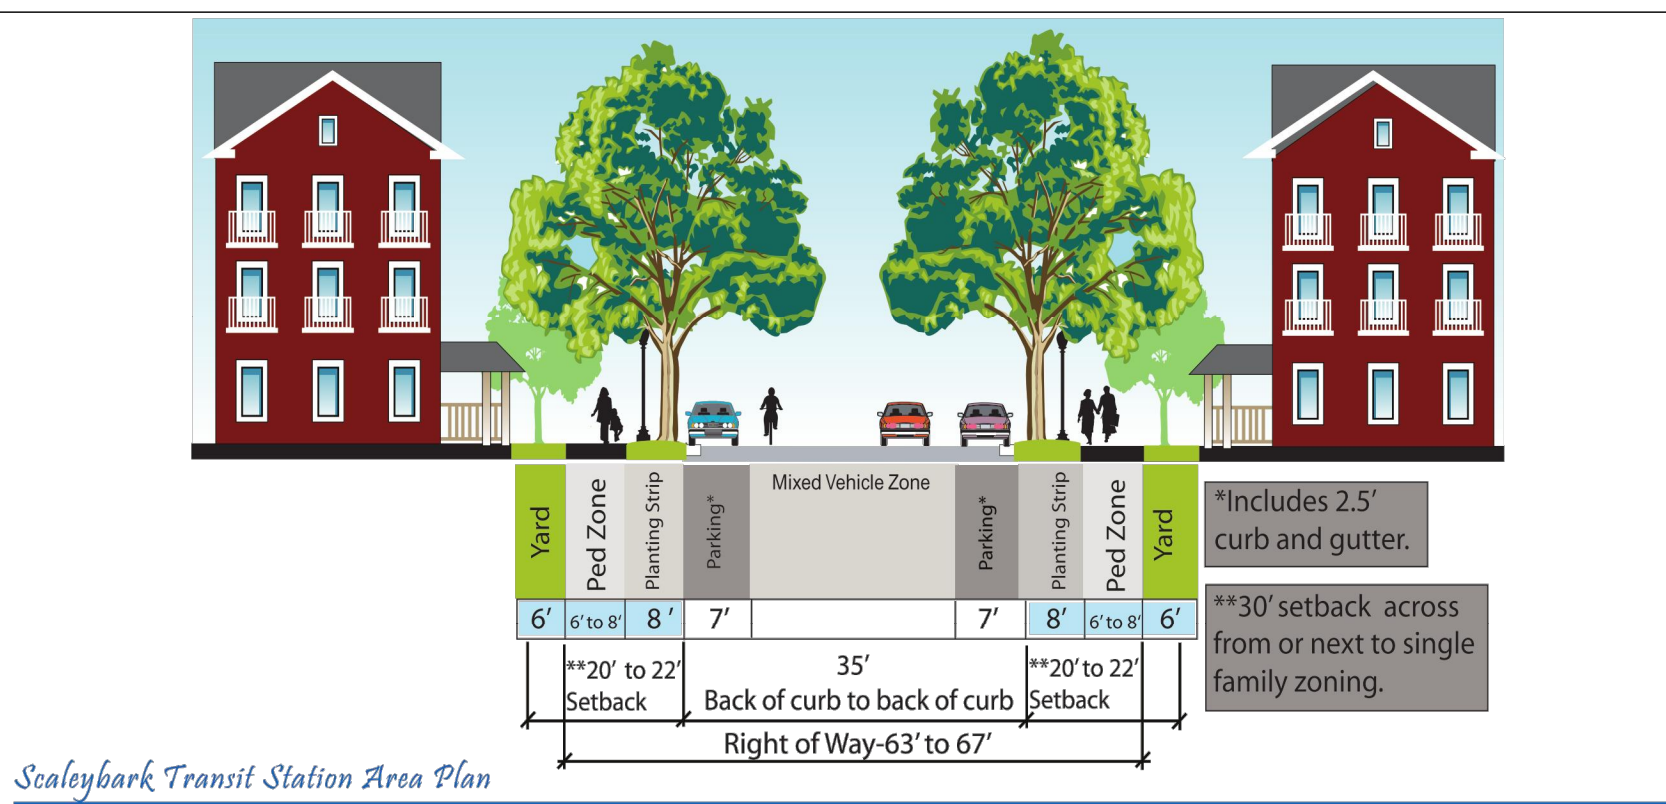 Yard
Ped Zone
Planting Strip
Parking*
Mixed Vehicle Zone
Parking*
Planting Strip
Ped Zone
Yard
6'
6' to 8'
8 '
7'
7'
8'
6' to 8'
6'
**20' to 22'
Setback
35'
Back of curb to back of curb
**20' to 22'
Setback
Right of Way-63' to 67'
*Includes 2.5'
curb and gutter.
**30' setback across
from or next to single
family zoning.
Scaleybark Transit Station Area Plan